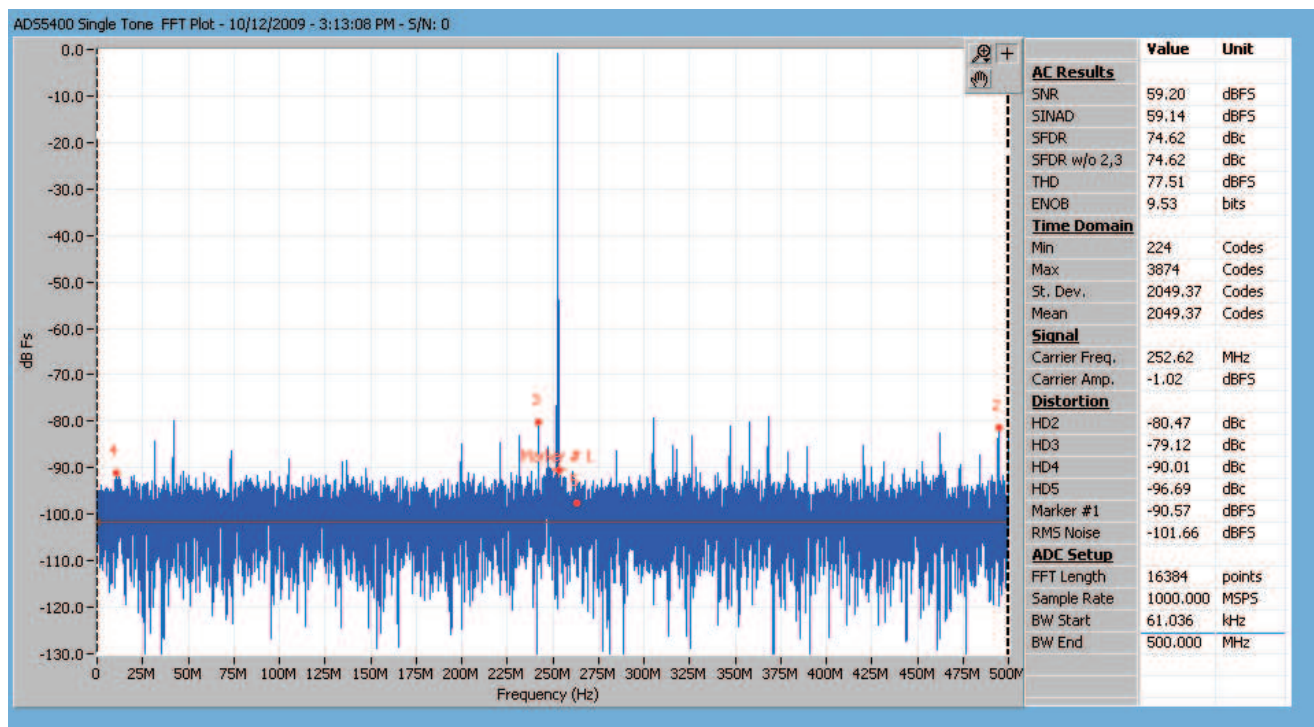 ADS5400 Single Tone FFT Plot - 10/12/2009 - 3:13:08 PM - S/N: 0
0.0
-10.0
-20.0
-30.0
-40.0
-50.0
-60.0
-70.0
-80.0
-90.0
-100.0
-110.0
-120.0
-130.0
dB Fs
4
3
2
Marker # 1
0 25M 50M 75M 100M 125M 150M 175M 200M 225M 250M 275M 300M 325M 350M 375M 400M 425M 450M 475M 500M
Frequency (Hz)
Value Unit
AC Results
SNR 59.20 dBFS
SINAD 59.14 dBFS
SFDR 74.62 dBc
SFDR w/o 2,3 74.62 dBc
THD 77.51 dBFS
ENOB 9.53 bits
Time Domain
Min 224 Codes
Max 3874 Codes
St. Dev. 2049.37 Codes
Mean 2049.37 Codes
Signal
Carrier Freq. 252.62 MHz
Carrier Amp. -1.02 dBFS
Distortion
HD2 -80.47 dBc
HD3 -79.12 dBc
HD4 -90.01 dBc
HD5 -96.69 dBc
Marker #1 -90.57 dBFS
RMS Noise -101.66 dBFS
ADC Setup
FFT Length 16384 points
Sample Rate 1000.000 MSPS
BW Start 61.036 kHz
BW End 500.000 MHz